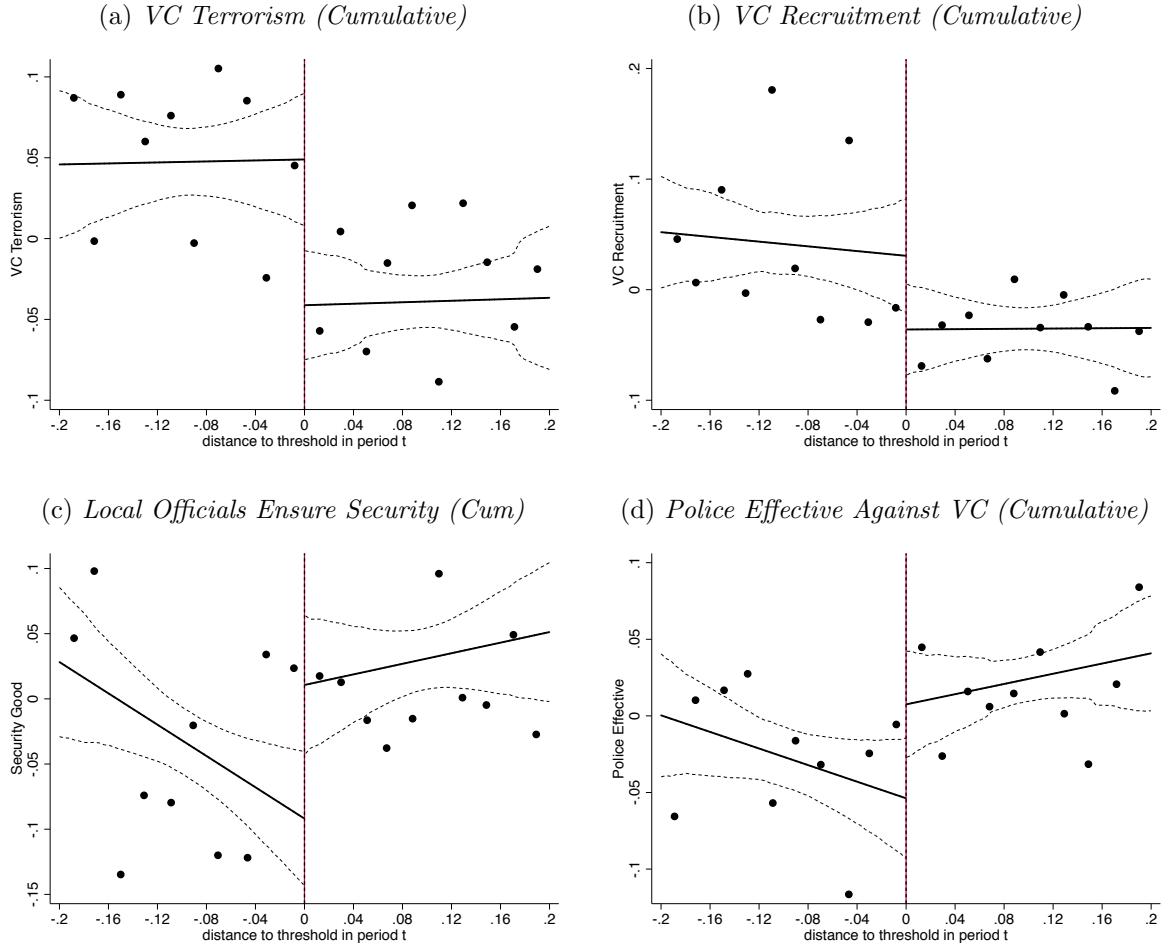 (a) VC Terrorism (Cumulative)
(b) VC Recruitment (Cumulative)
VC Terrorism
.1
.05
0
-.05
-.1
-.2 -.16 -.12 -.08 -.04 0 .04 .08 .12 .16 .2
distance to threshold in period t
VC Recruitment
.2
.1
0
-.1
-.2 -.16 -.12 -.08 -.04 0 .04 .08 .12 .16 .2
distance to threshold in period t
(c) Local Officials Ensure Security (Cum)
(d) Police Effective Against VC (Cumulative)
Security Good
.1
.05
0
-.05
-.1
-.15
-.2 -.16 -.12 -.08 -.04 0 .04 .08 .12 .16 .2
distance to threshold in period t
Police Effective
.1
.05
0
-.05
-.1
-.2 -.16 -.12 -.08 -.04 0 .04 .08 .12 .16 .2
distance to threshold in period t